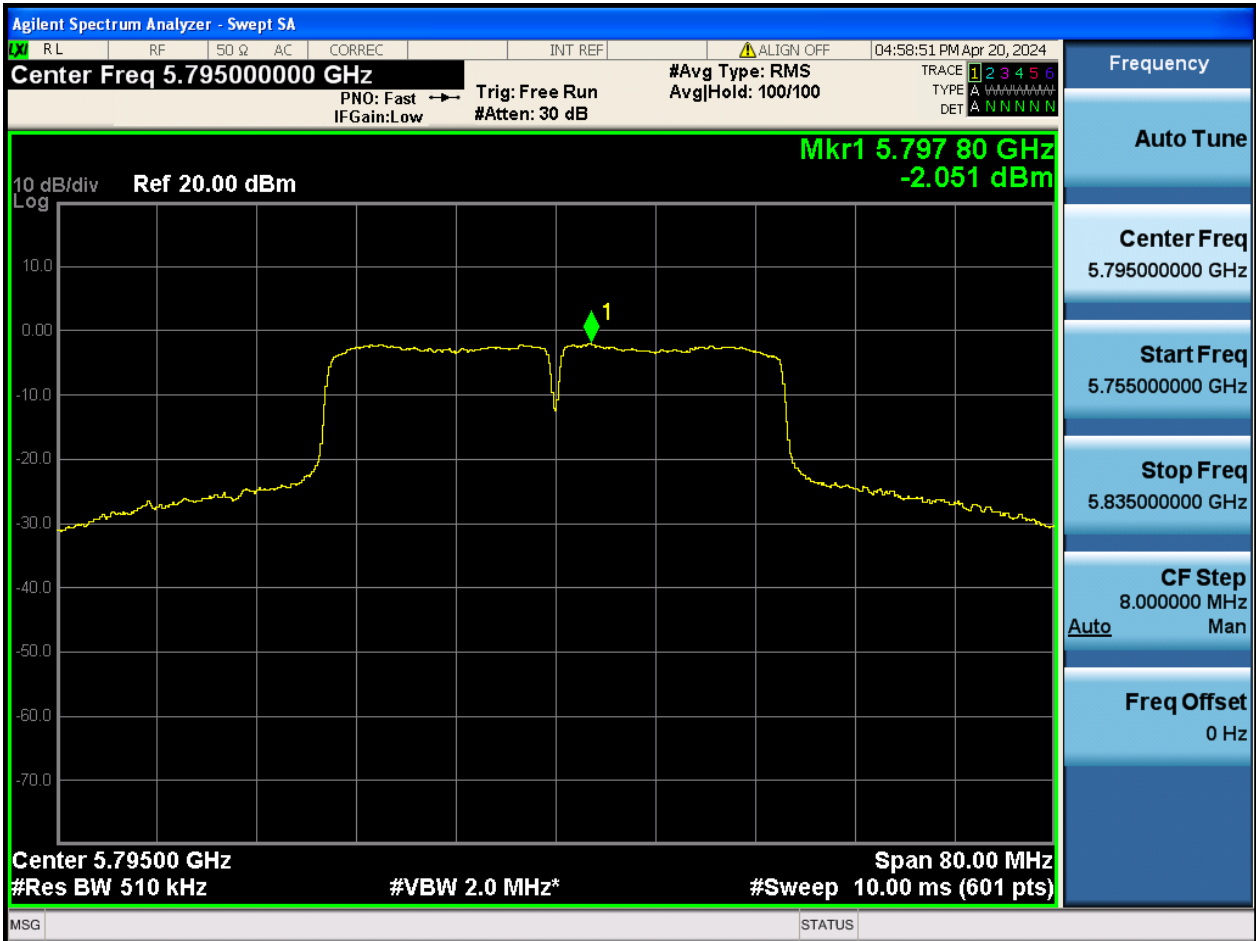 Agilent Spectrum Analyzer - Swept SA
LXI RL RF 50 Ω AC CORREC INT REF ALIGN OFF 04:58:51 PM Apr 20, 2024
Center Freq 5.795000000 GHz
PNO: Fast
IFGain:Low
Trig: Free Run
#Atten: 30 dB
#Avg Type: RMS
Avg|Hold: 100/100
TRACE 1 2 3 4 5 6
TYPE A WWWWW
DET A N N N N N
Mkr1 5.797 80 GHz
-2.051 dBm
10 dB/div Ref 20.00 dBm
Log
10.0
0.00
-10.0
-20.0
-30.0
-40.0
-50.0
-60.0
-70.0
1
Center 5.79500 GHz Span 80.00 MHz
#Res BW 510 kHz #VBW 2.0 MHz* #Sweep 10.00 ms (601 pts)
MSG STATUS
Frequency
Auto Tune
Center Freq
5.795000000 GHz
Start Freq
5.755000000 GHz
Stop Freq
5.835000000 GHz
CF Step
8.000000 MHz
Auto Man
Freq Offset
0 Hz